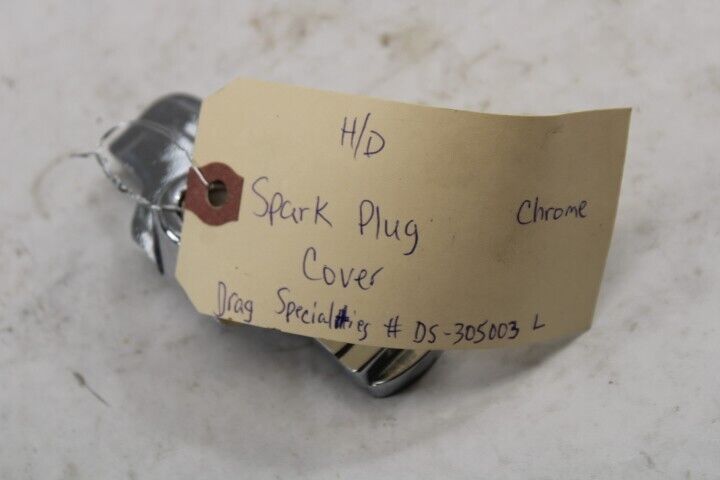 H/D
Spark Plug Chrome
Cover
Drag Specialties # DS-305003 L